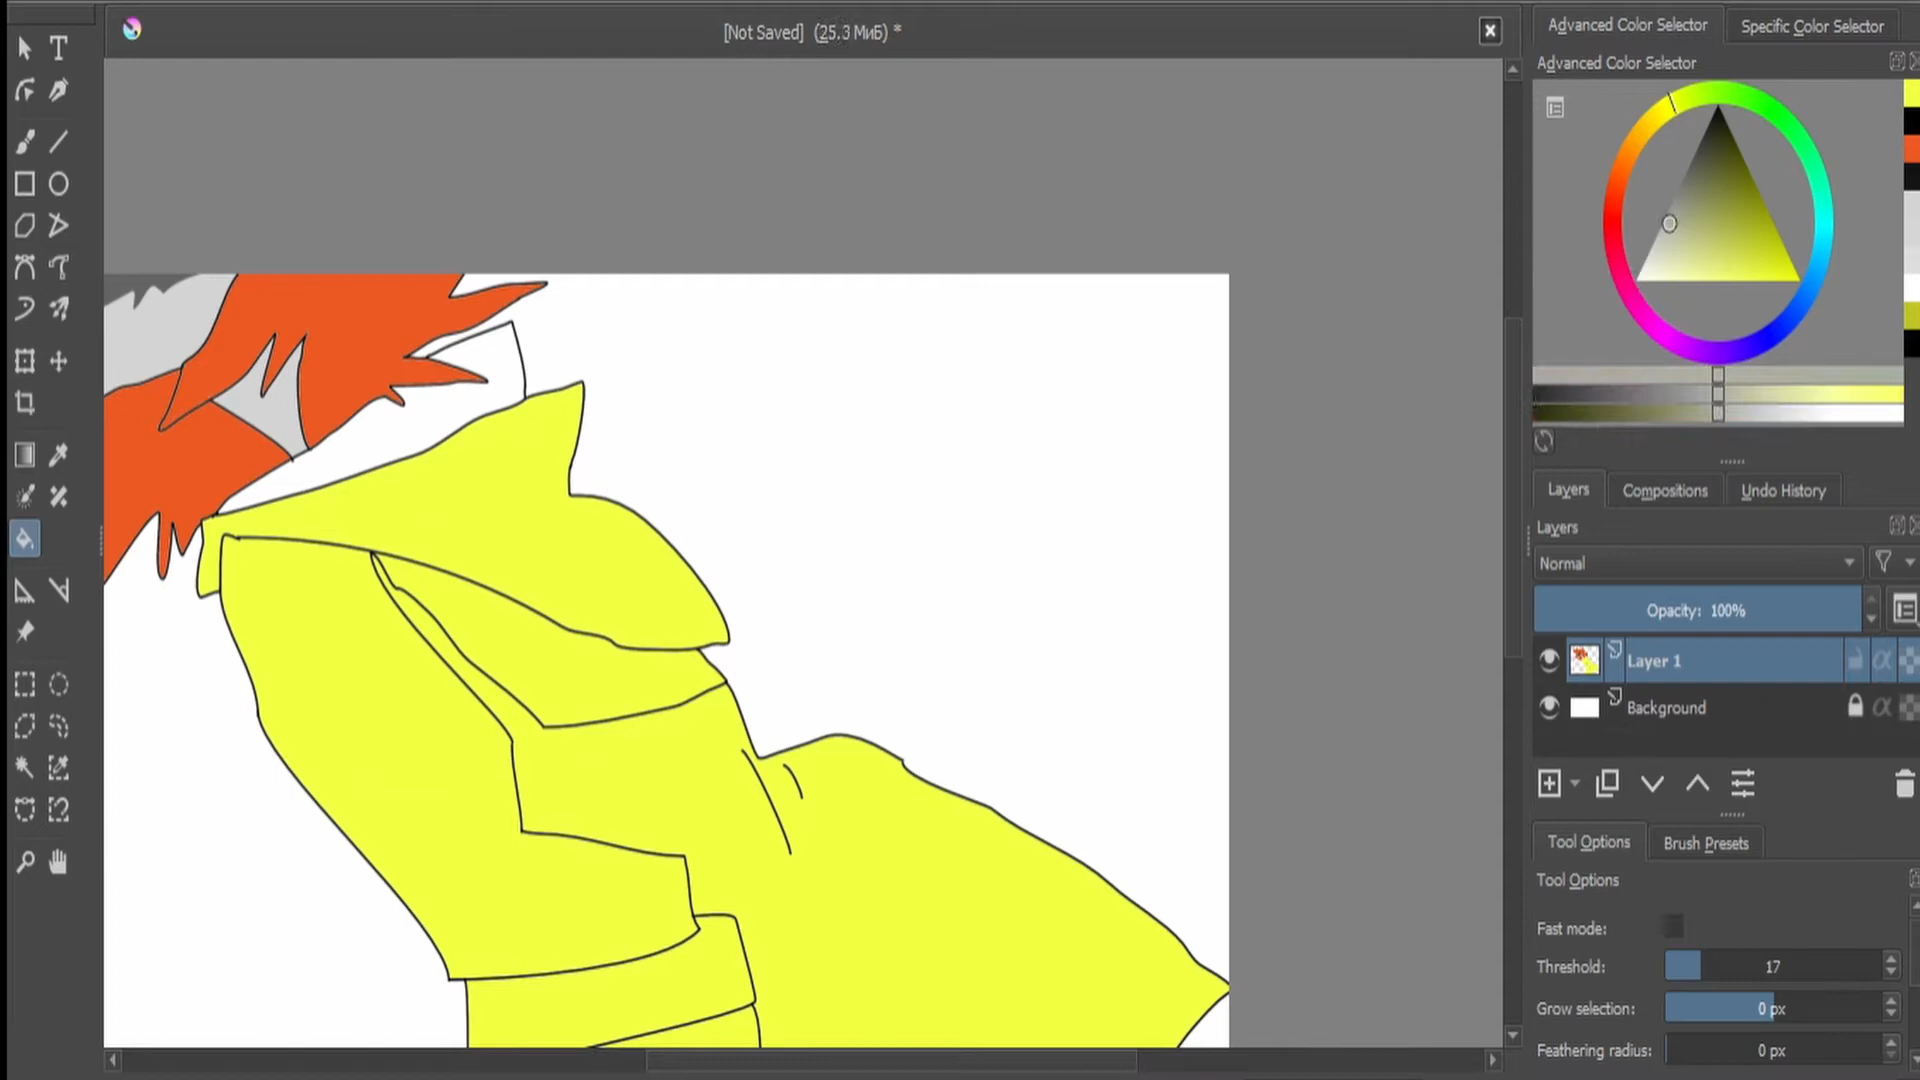 [Not Saved] (25.3 МиБ) *
Advanced Color Selector
Specific Color Selector
Advanced Color Selector
Layers
Compositions
Undo History
Layers
Normal
Opacity: 100%
Layer 1
Background
Tool Options
Brush Presets
Tool Options
Fast mode:
Threshold: 17
Grow selection: 0 px
Feathering radius: 0 px